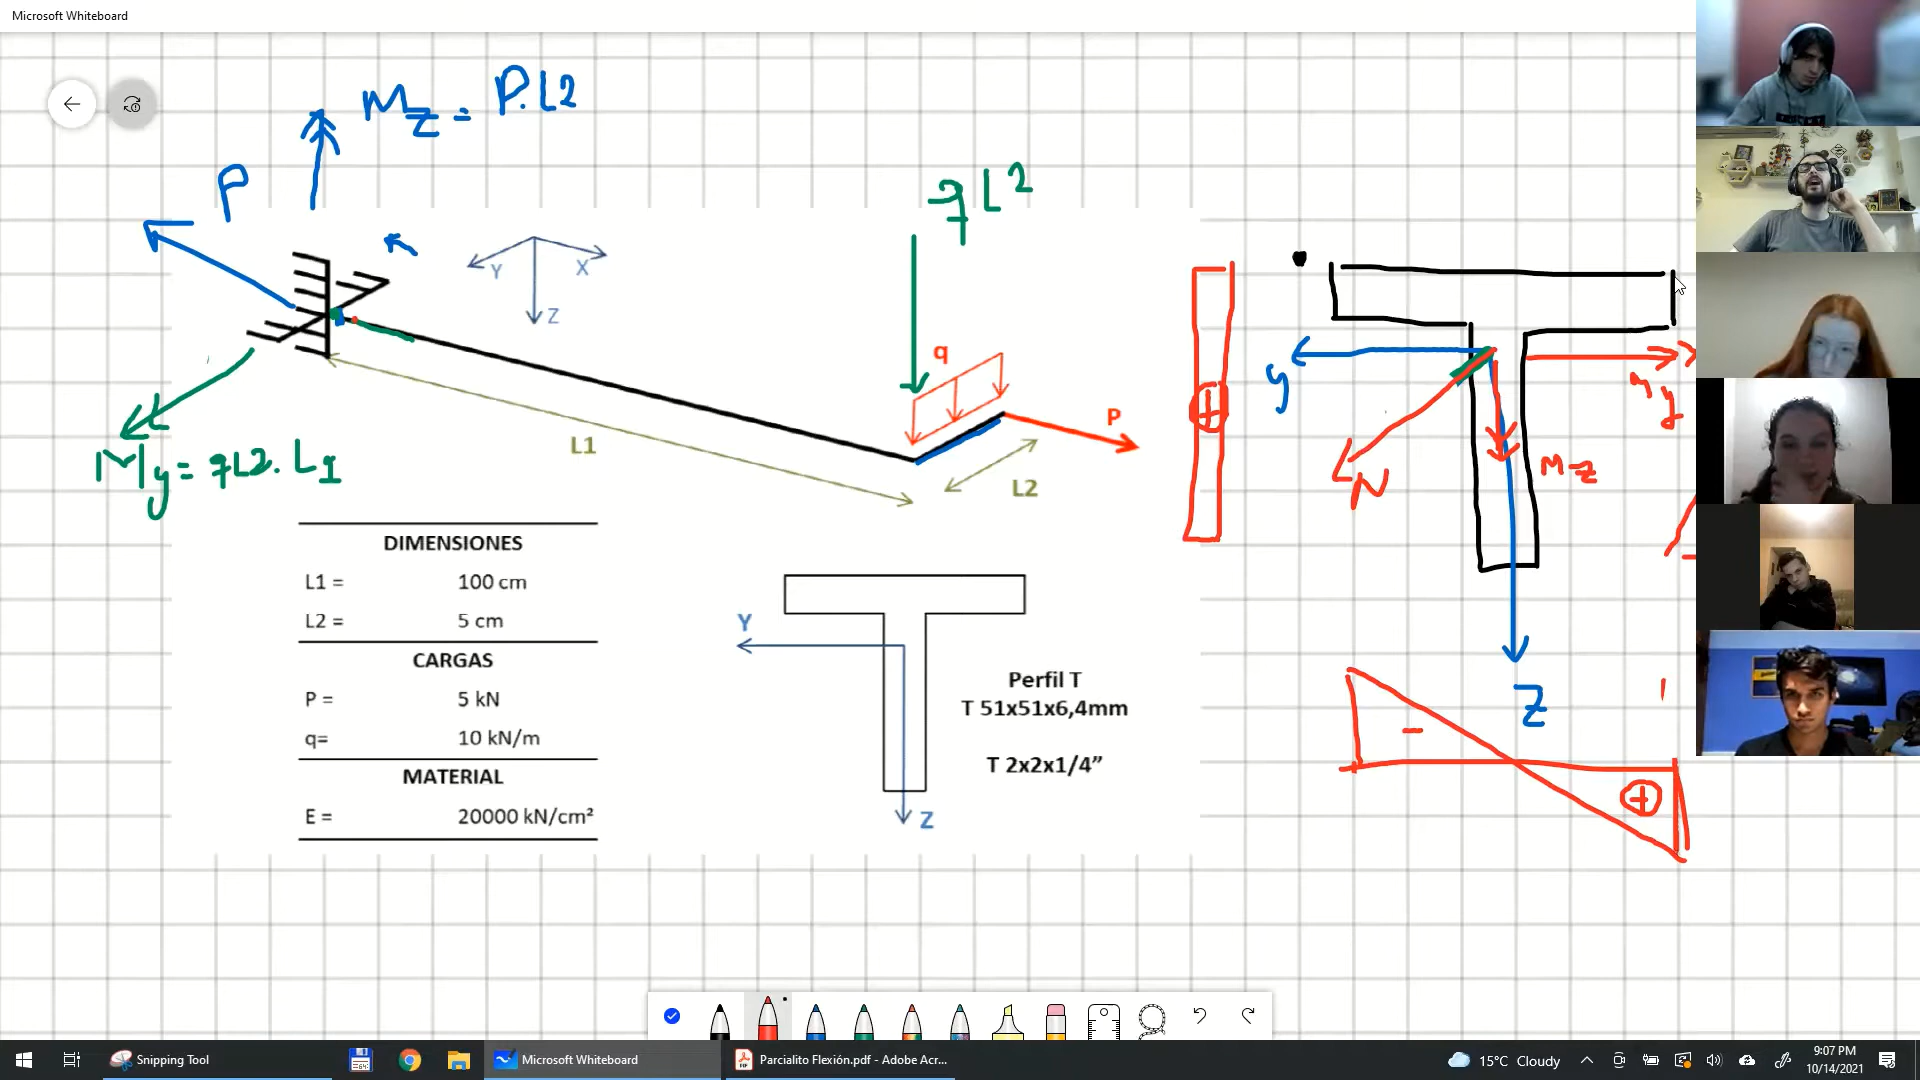 Microsoft Whiteboard
Mz = P.L2
P
qL2
Y
X
Z
q
P
L1
L2
My = qL2. L1
DIMENSIONES
L1 = 100 cm
L2 = 5 cm
CARGAS
P = 5 kN
q= 10 kN/m
MATERIAL
E = 20000 kN/cm²
Y
Z
Perfil T
T 51x51x6,4mm
T 2x2x1/4”
+
y
My
N
Mz
Z
-
+
Snipping Tool
Microsoft Whiteboard
Parcialito Flexión.pdf - Adobe Acr...
15°C Cloudy
9:07 PM
10/14/2021